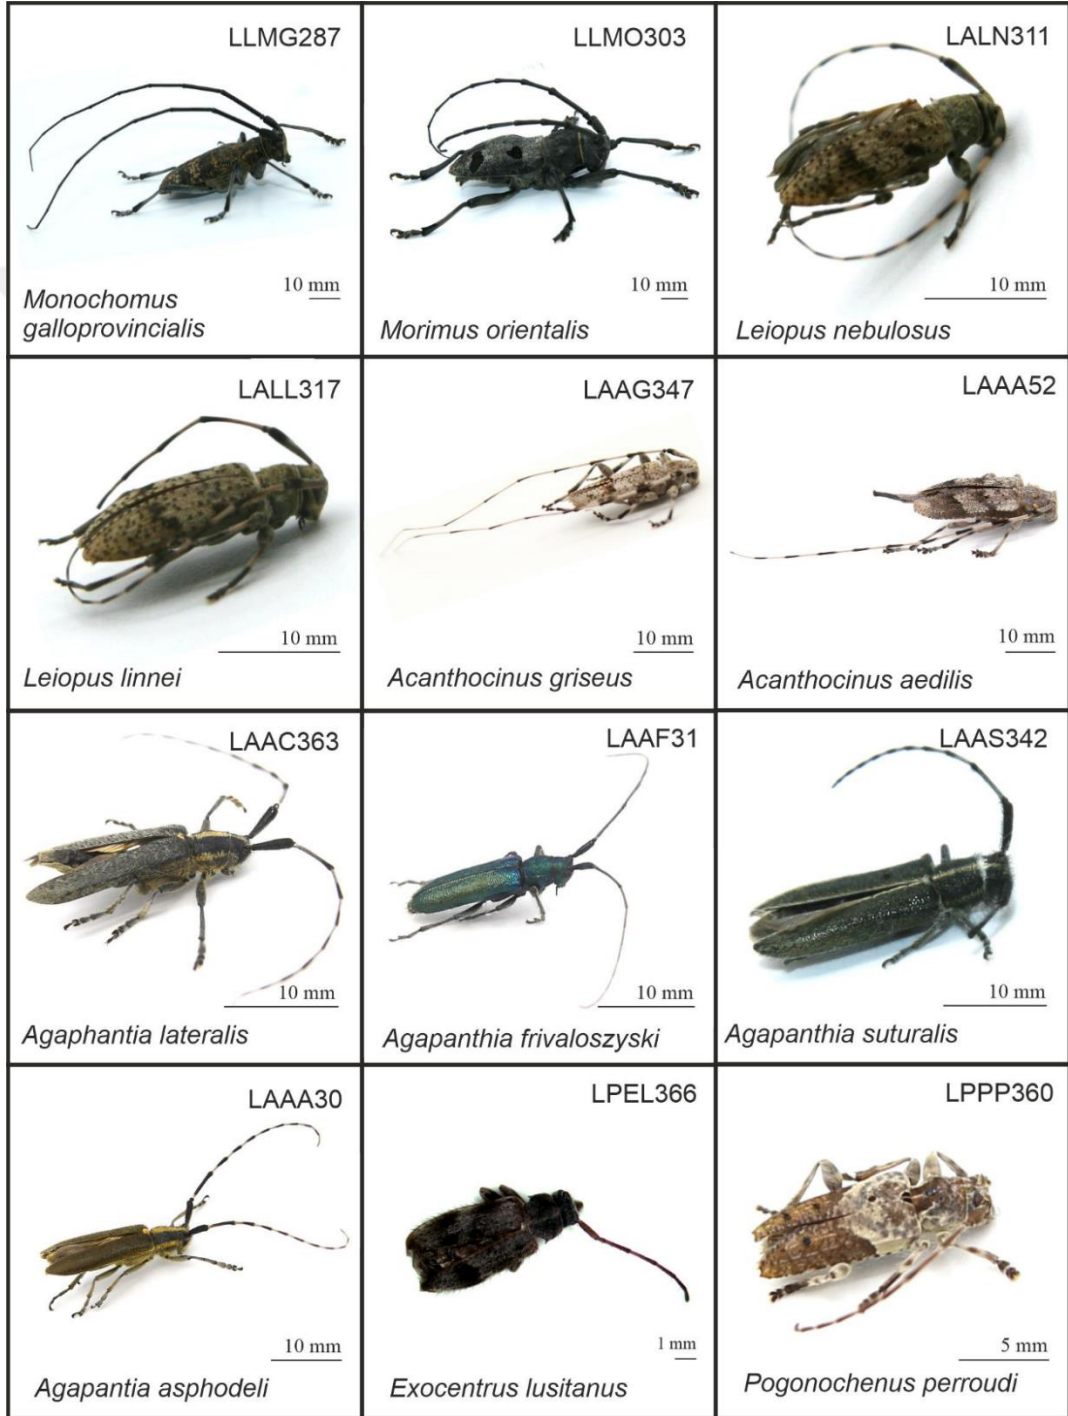 LLMG287
10 mm
Monochomus
galloprovincialis
LLMO303
10 mm
Morimus orientalis
LALN311
10 mm
Leiopus nebulosus
LALL317
10 mm
Leiopus linnei
LAAG347
10 mm
Acanthocinus griseus
LAAA52
10 mm
Acanthocinus aedilis
LAAC363
10 mm
Agaphantia lateralis
LAAF31
10 mm
Agapanthia frivaloszyski
LAAS342
10 mm
Agapanthia suturalis
LAAA30
10 mm
Agapantia asphodeli
LPEL366
1 mm
Exocentrus lusitanus
LPPP360
5 mm
Pogonochenus perroudi